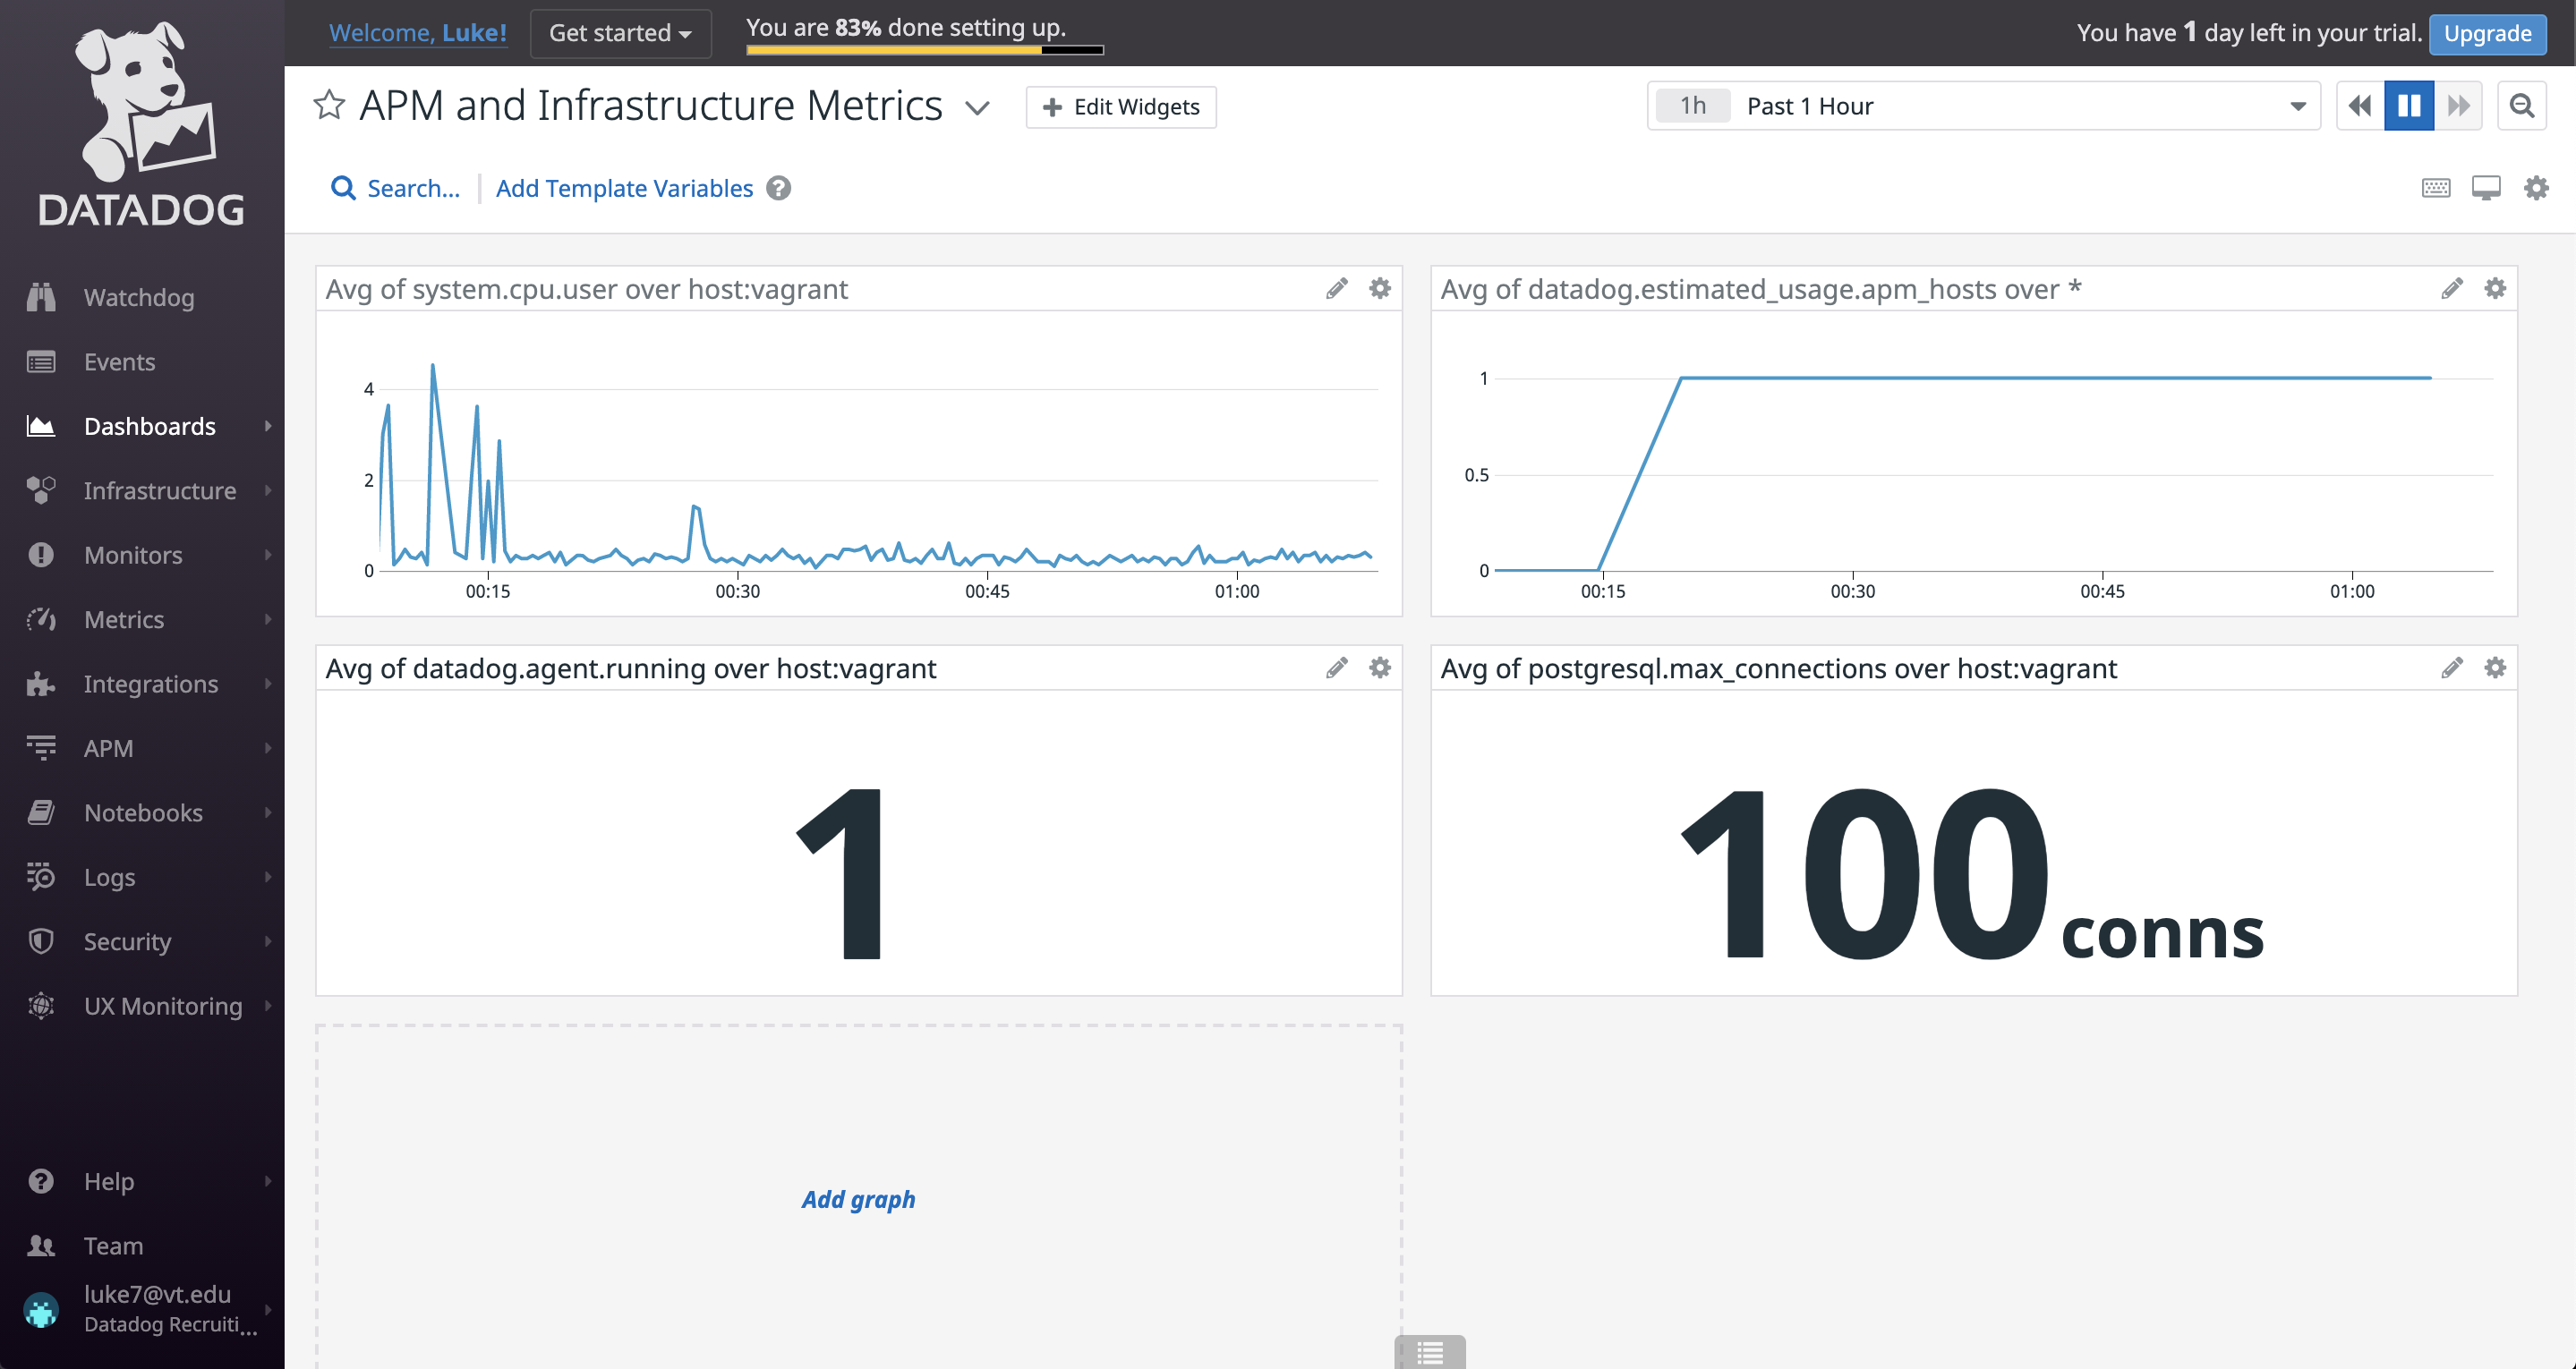 DATADOG
Watchdog
Events
Dashboards
Infrastructure
Monitors
Metrics
Integrations
APM
Notebooks
Logs
Security
UX Monitoring
Help
Team
luke7@vt.edu
Datadog Recruiti...
Welcome, Luke!
Get started
You are 83% done setting up.
You have 1 day left in your trial.
Upgrade
APM and Infrastructure Metrics
+ Edit Widgets
1h Past 1 Hour
Search...
Add Template Variables ?
Avg of system.cpu.user over host:vagrant
4
2
0
00:15 00:30 00:45 01:00
Avg of datadog.estimated_usage.apm_hosts over *
1
0.5
0
00:15 00:30 00:45 01:00
Avg of datadog.agent.running over host:vagrant
1
Avg of postgresql.max_connections over host:vagrant
100 conns
Add graph